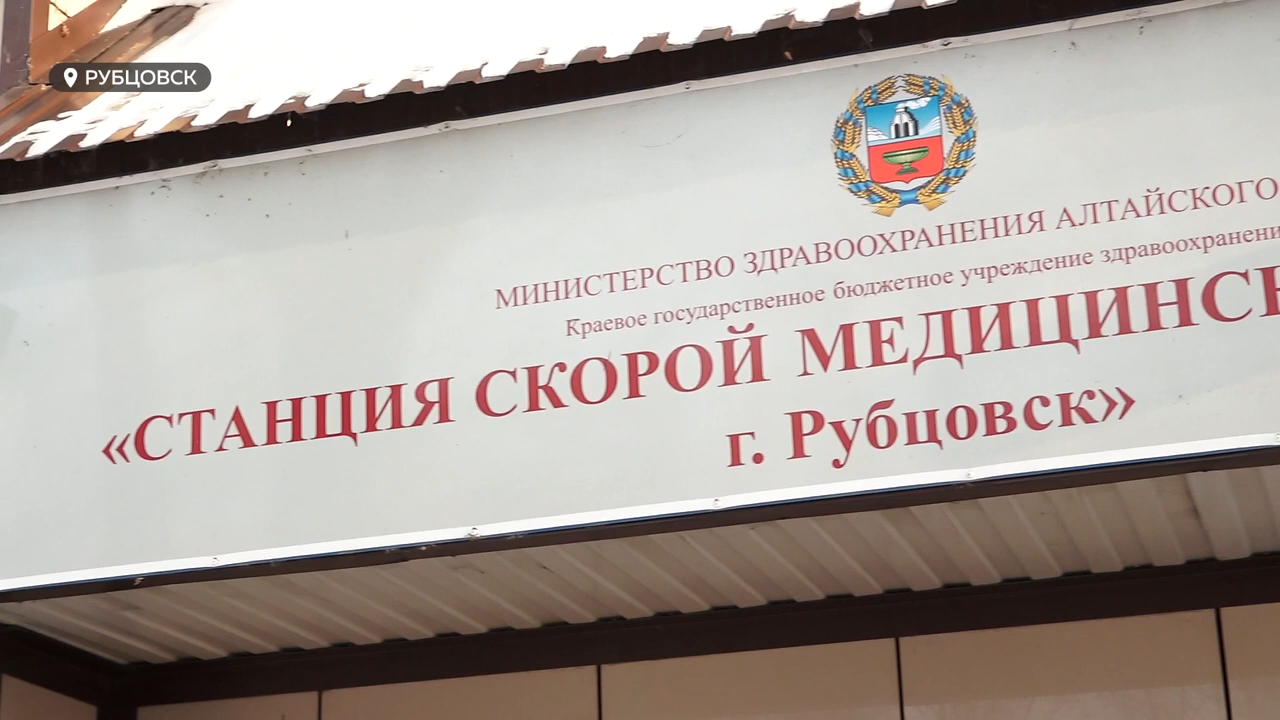 РУБЦОВСК
МИНИСТЕРСТВО ЗДРАВООХРАНЕНИЯ АЛТАЙСКОГО
Краевое государственное бюджетное учреждение здравоохранени
«СТАНЦИЯ СКОРОЙ МЕДИЦИНСК
г. Рубцовск»